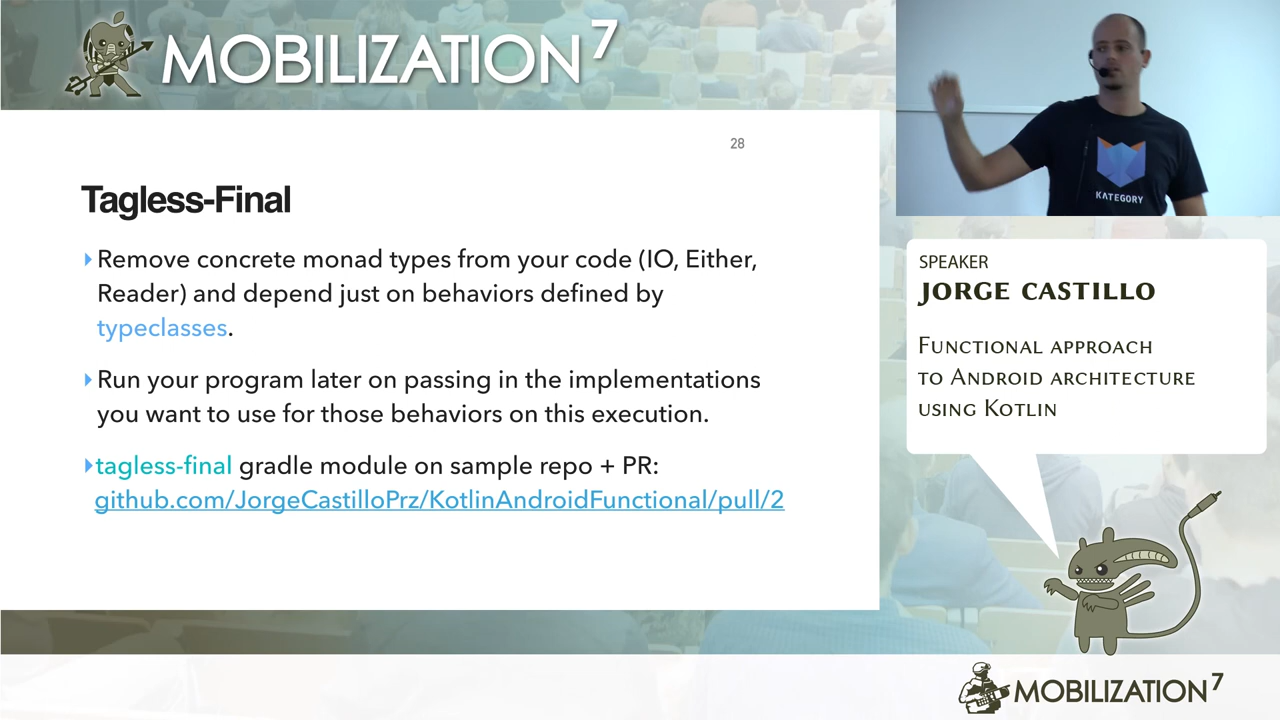 MOBILIZATION7
28
Tagless-Final
Remove concrete monad types from your code (IO, Either,
Reader) and depend just on behaviors defined by
typeclasses.
Run your program later on passing in the implementations
you want to use for those behaviors on this execution.
tagless-final gradle module on sample repo + PR:
github.com/JorgeCastilloPrz/KotlinAndroidFunctional/pull/2
KATEGORY
SPEAKER
JORGE CASTILLO
FUNCTIONAL APPROACH
TO ANDROID ARCHITECTURE
USING KOTLIN
MOBILIZATION7